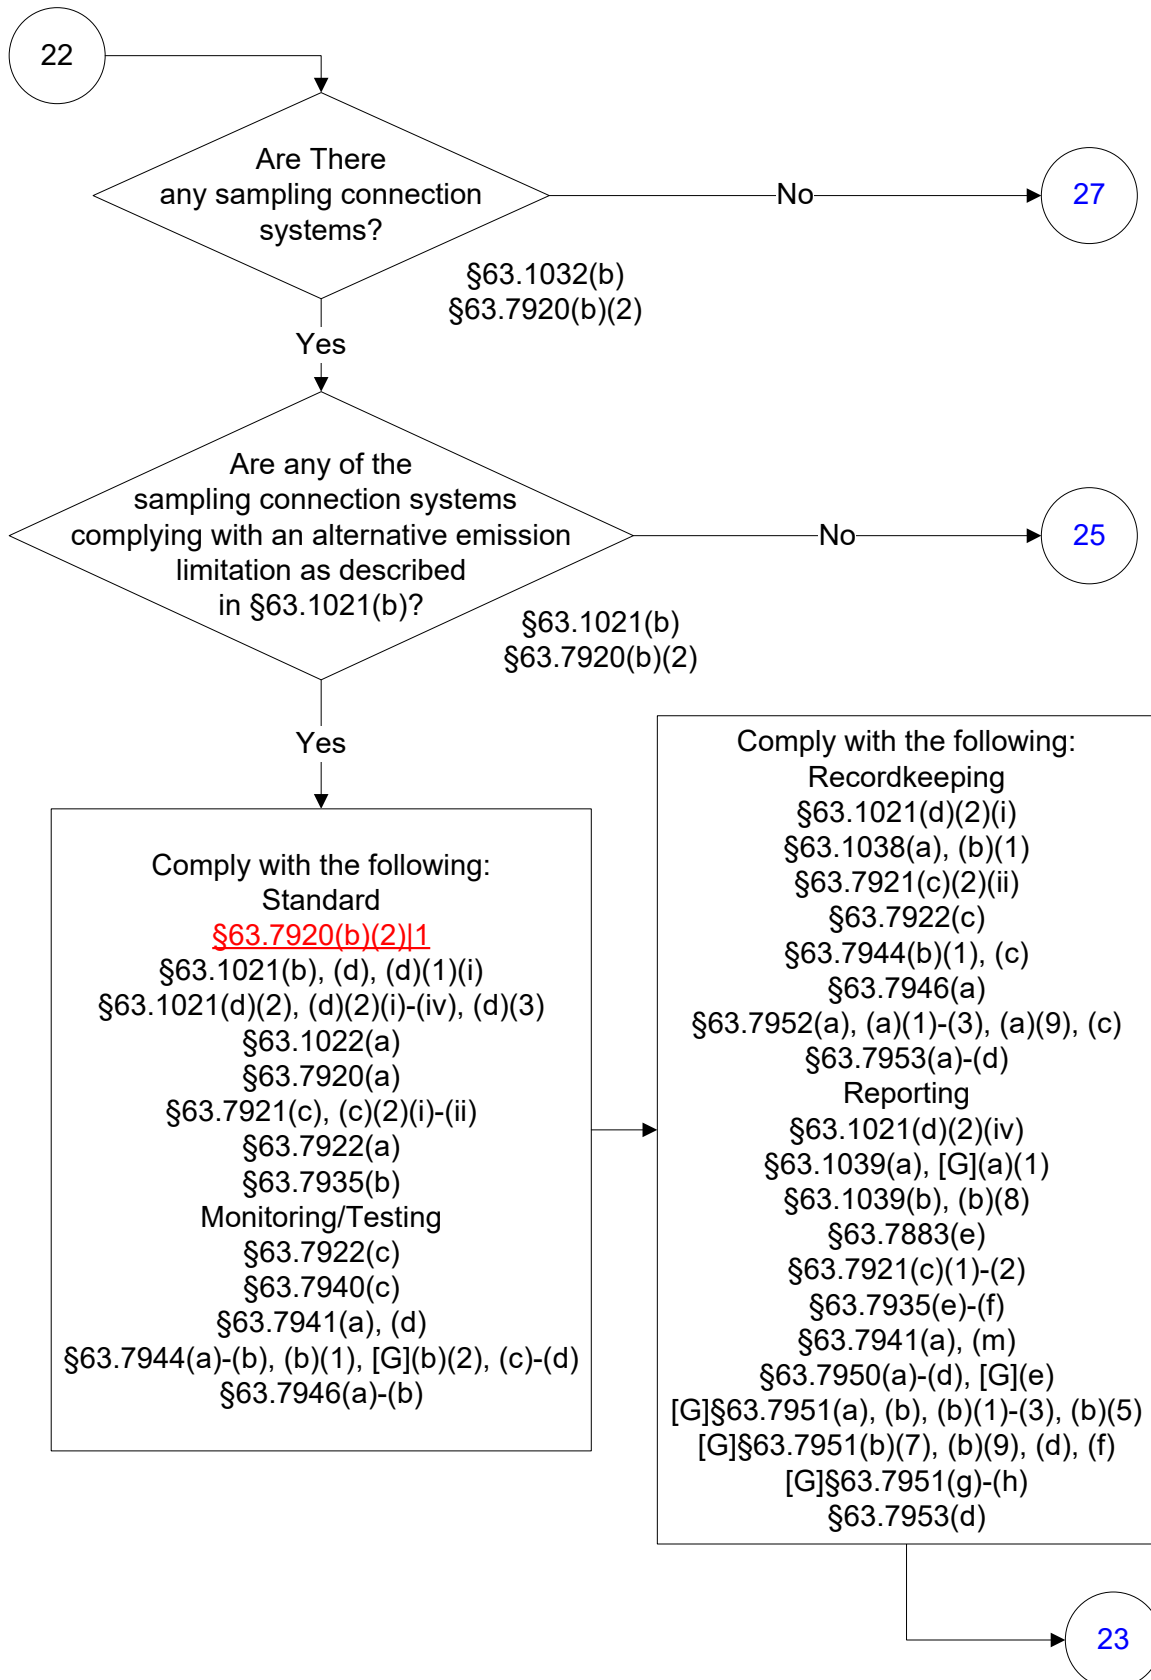 22
Are There
any sampling connection
systems?
No
27
§63.1032(b)
§63.7920(b)(2)
Yes
Are any of the
sampling connection systems
complying with an alternative emission
limitation as described
in §63.1021(b)?
No
25
§63.1021(b)
§63.7920(b)(2)
Yes
Comply with the following:
Standard
§63.7920(b)(2)|1
§63.1021(b), (d), (d)(1)(i)
§63.1021(d)(2), (d)(2)(i)-(iv), (d)(3)
§63.1022(a)
§63.7920(a)
§63.7921(c), (c)(2)(i)-(ii)
§63.7922(a)
§63.7935(b)
Monitoring/Testing
§63.7922(c)
§63.7940(c)
§63.7941(a), (d)
§63.7944(a)-(b), (b)(1), [G](b)(2), (c)-(d)
§63.7946(a)-(b)
Comply with the following:
Recordkeeping
§63.1021(d)(2)(i)
§63.1038(a), (b)(1)
§63.7921(c)(2)(ii)
§63.7922(c)
§63.7944(b)(1), (c)
§63.7946(a)
§63.7952(a), (a)(1)-(3), (a)(9), (c)
§63.7953(a)-(d)
Reporting
§63.1021(d)(2)(iv)
§63.1039(a), [G](a)(1)
§63.1039(b), (b)(8)
§63.7883(e)
§63.7921(c)(1)-(2)
§63.7935(e)-(f)
§63.7941(a), (m)
§63.7950(a)-(d), [G](e)
[G]§63.7951(a), (b), (b)(1)-(3), (b)(5)
[G]§63.7951(b)(7), (b)(9), (d), (f)
[G]§63.7951(g)-(h)
§63.7953(d)
23